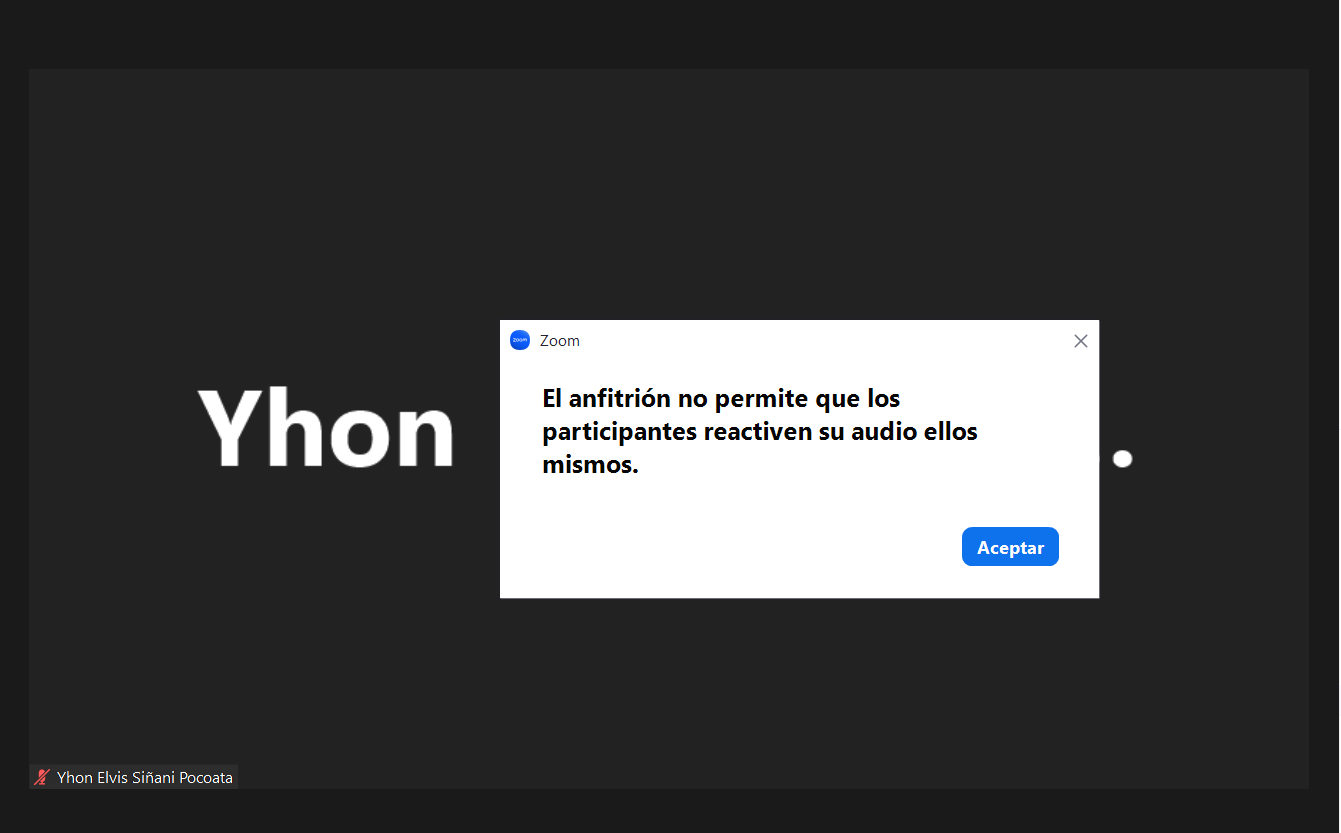 zoom Zoom
El anfitrión no permite que los
participantes reactiven su audio ellos
mismos.
Aceptar
Yhon
.
Yhon Elvis Siñani Pocoata